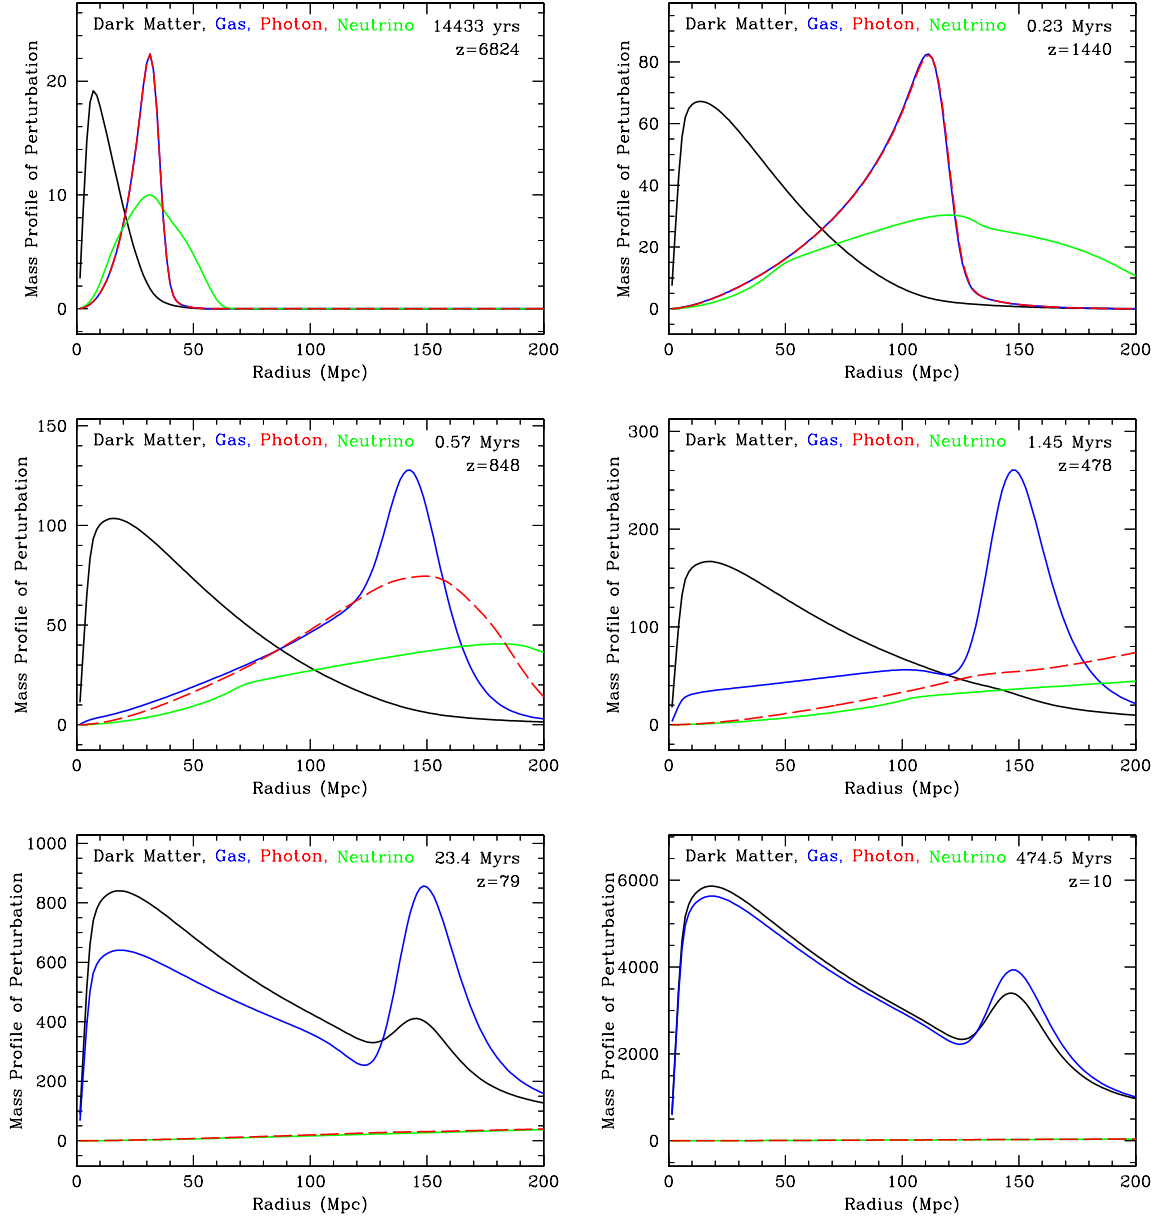 Dark Matter, Gas, Photon, Neutrino 14433 yrs
z=6824
20
10
0
Mass Profile of Perturbation
0 50 100 150 200
Radius (Mpc)
Dark Matter, Gas, Photon, Neutrino 0.23 Myrs
z=1440
80
60
40
20
0
Mass Profile of Perturbation
0 50 100 150 200
Radius (Mpc)
Dark Matter, Gas, Photon, Neutrino 0.57 Myrs
z=848
150
100
50
0
Mass Profile of Perturbation
0 50 100 150 200
Radius (Mpc)
Dark Matter, Gas, Photon, Neutrino 1.45 Myrs
z=478
300
200
100
0
Mass Profile of Perturbation
0 50 100 150 200
Radius (Mpc)
Dark Matter, Gas, Photon, Neutrino 23.4 Myrs
z=79
1000
800
600
400
200
0
Mass Profile of Perturbation
0 50 100 150 200
Radius (Mpc)
Dark Matter, Gas, Photon, Neutrino 474.5 Myrs
z=10
6000
4000
2000
0
Mass Profile of Perturbation
0 50 100 150 200
Radius (Mpc)